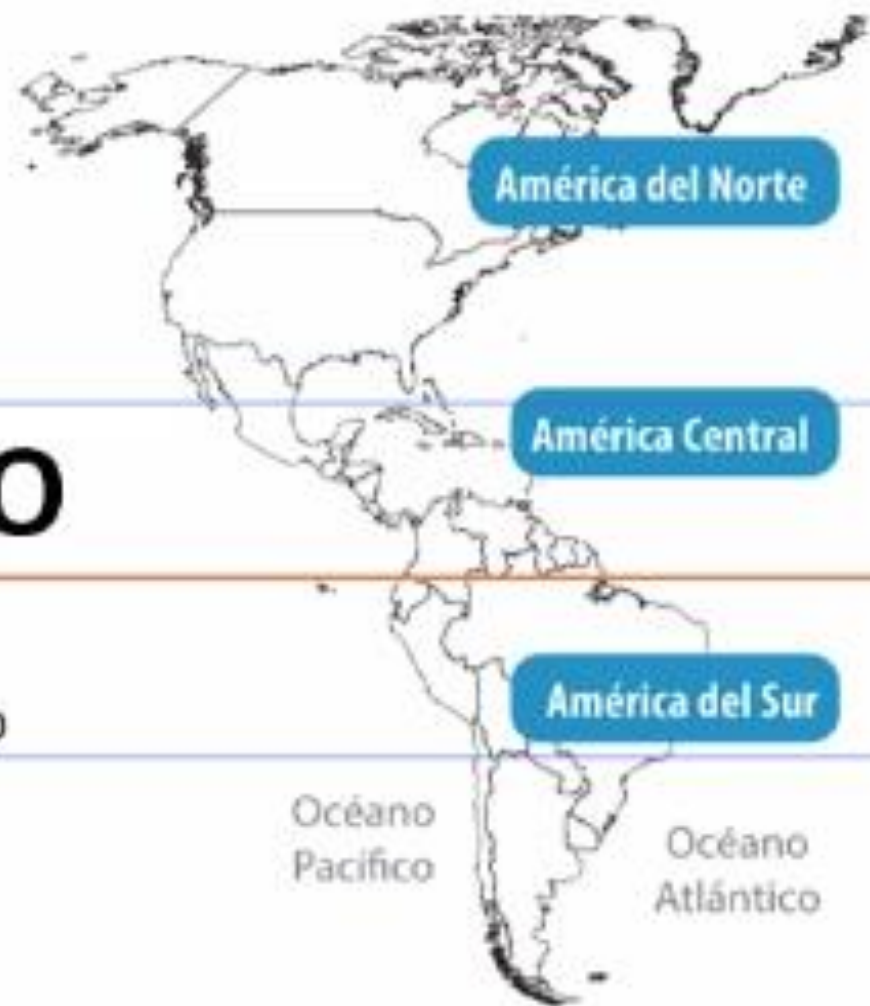 América del Norte
América Central
O
América del Sur
o
Océano
Pacífico
Océano
Atlántico